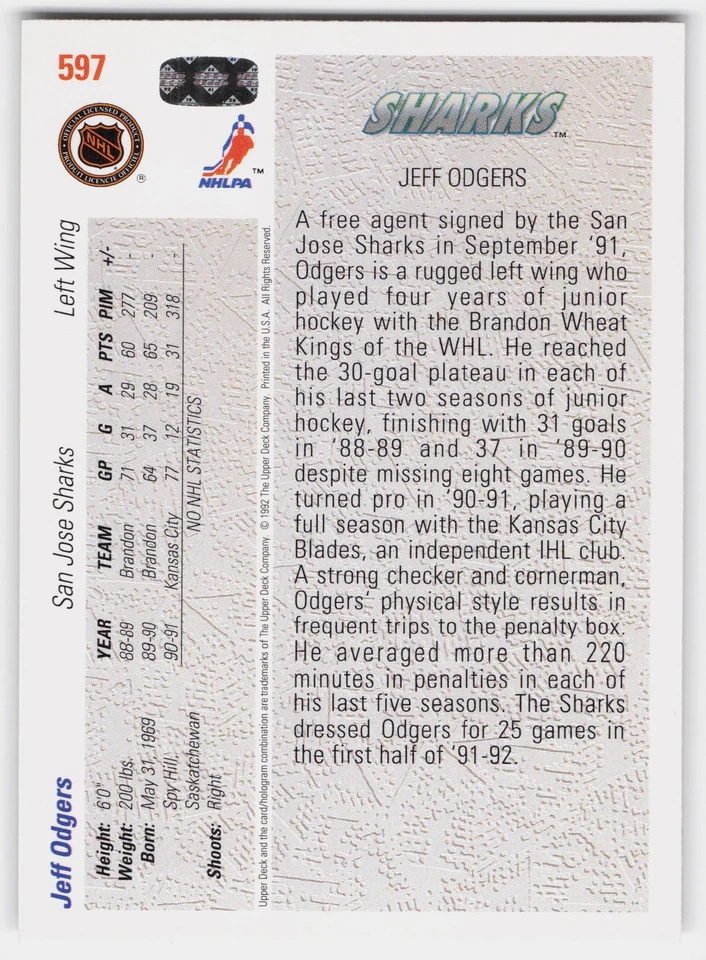 597
OFFICIAL LICENSED PRODUCT
NHL
PRODUIT LICENCIÉ OFFICIEL
®
NHLPA ™
SHARKS ™
JEFF ODGERS
A free agent signed by the San
Jose Sharks in September '91,
Odgers is a rugged left wing who
played four years of junior
hockey with the Brandon Wheat
Kings of the WHL. He reached
the 30-goal plateau in each of
his last two seasons of junior
hockey, finishing with 31 goals
in '88-89 and 37 in '89-90
despite missing eight games. He
turned pro in '90-91, playing a
full season with the Kansas City
Blades, an independent IHL club.
A strong checker and cornerman,
Odgers' physical style results in
frequent trips to the penalty box.
He averaged more than 220
minutes in penalties in each of
his last five seasons. The Sharks
dressed Odgers for 25 games in
the first half of '91-92.
Jeff Odgers San Jose Sharks Left Wing
Height: 6'0"
Weight: 200 lbs.
Born: May 31, 1969
Spy Hill,
Saskatchewan
Shoots: Right
YEAR TEAM GP G A PTS PIM +/-
88-89 Brandon 71 31 29 60 277 -
89-90 Brandon 64 37 28 65 209 -
90-91 Kansas City 77 12 19 31 318 -
NO NHL STATISTICS
Upper Deck and the card/hologram combination are trademarks of The Upper Deck Company. © 1992 The Upper Deck Company. Printed in the U.S.A. All Rights Reserved.